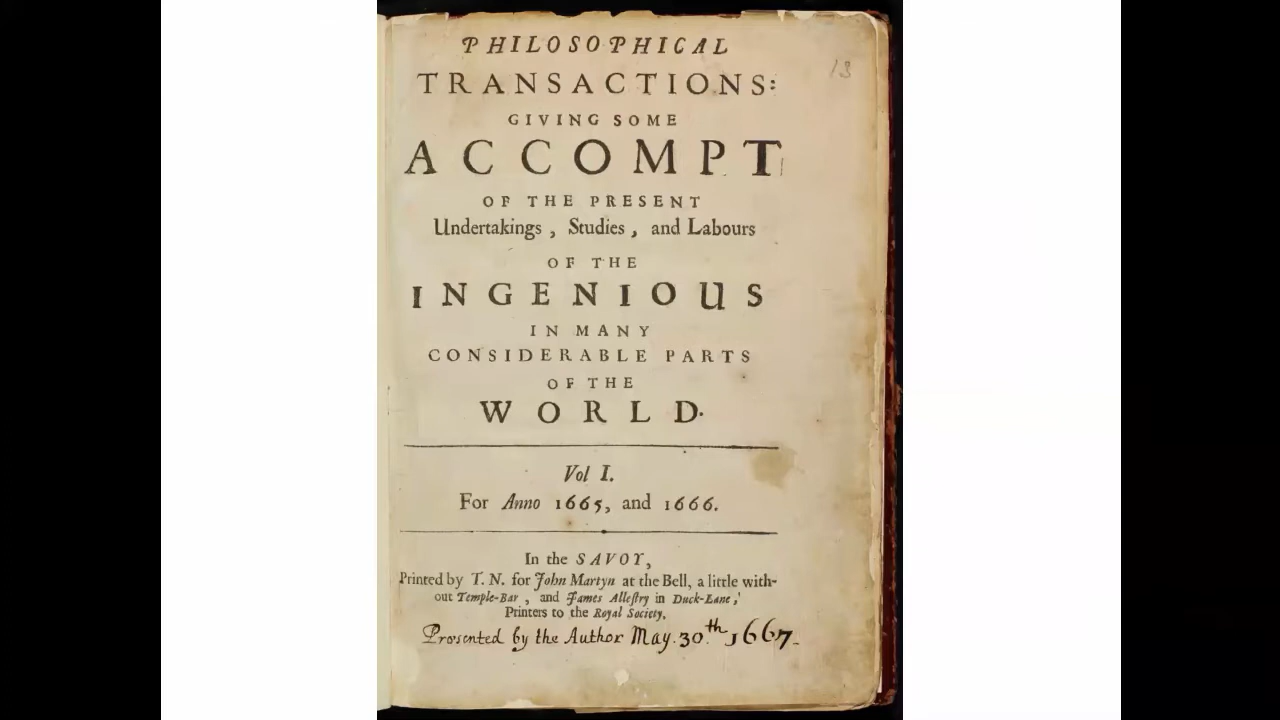 PHILOSOPHICAL
TRANSACTIONS:
GIVING SOME
ACCOMPT
OF THE PRESENT
Undertakings, Studies, and Labours
OF THE
INGENIOUS
IN MANY
CONSIDERABLE PARTS
OF THE
WORLD.
Vol I.
For Anno 1665, and 1666.
In the SAVOY,
Printed by T. N. for John Martyn at the Bell, a little with-
out Temple-Bar, and James Allestry in Duck-Lane,
Printers to the Royal Society.
Presented by the Author May. 30th 1667.
13